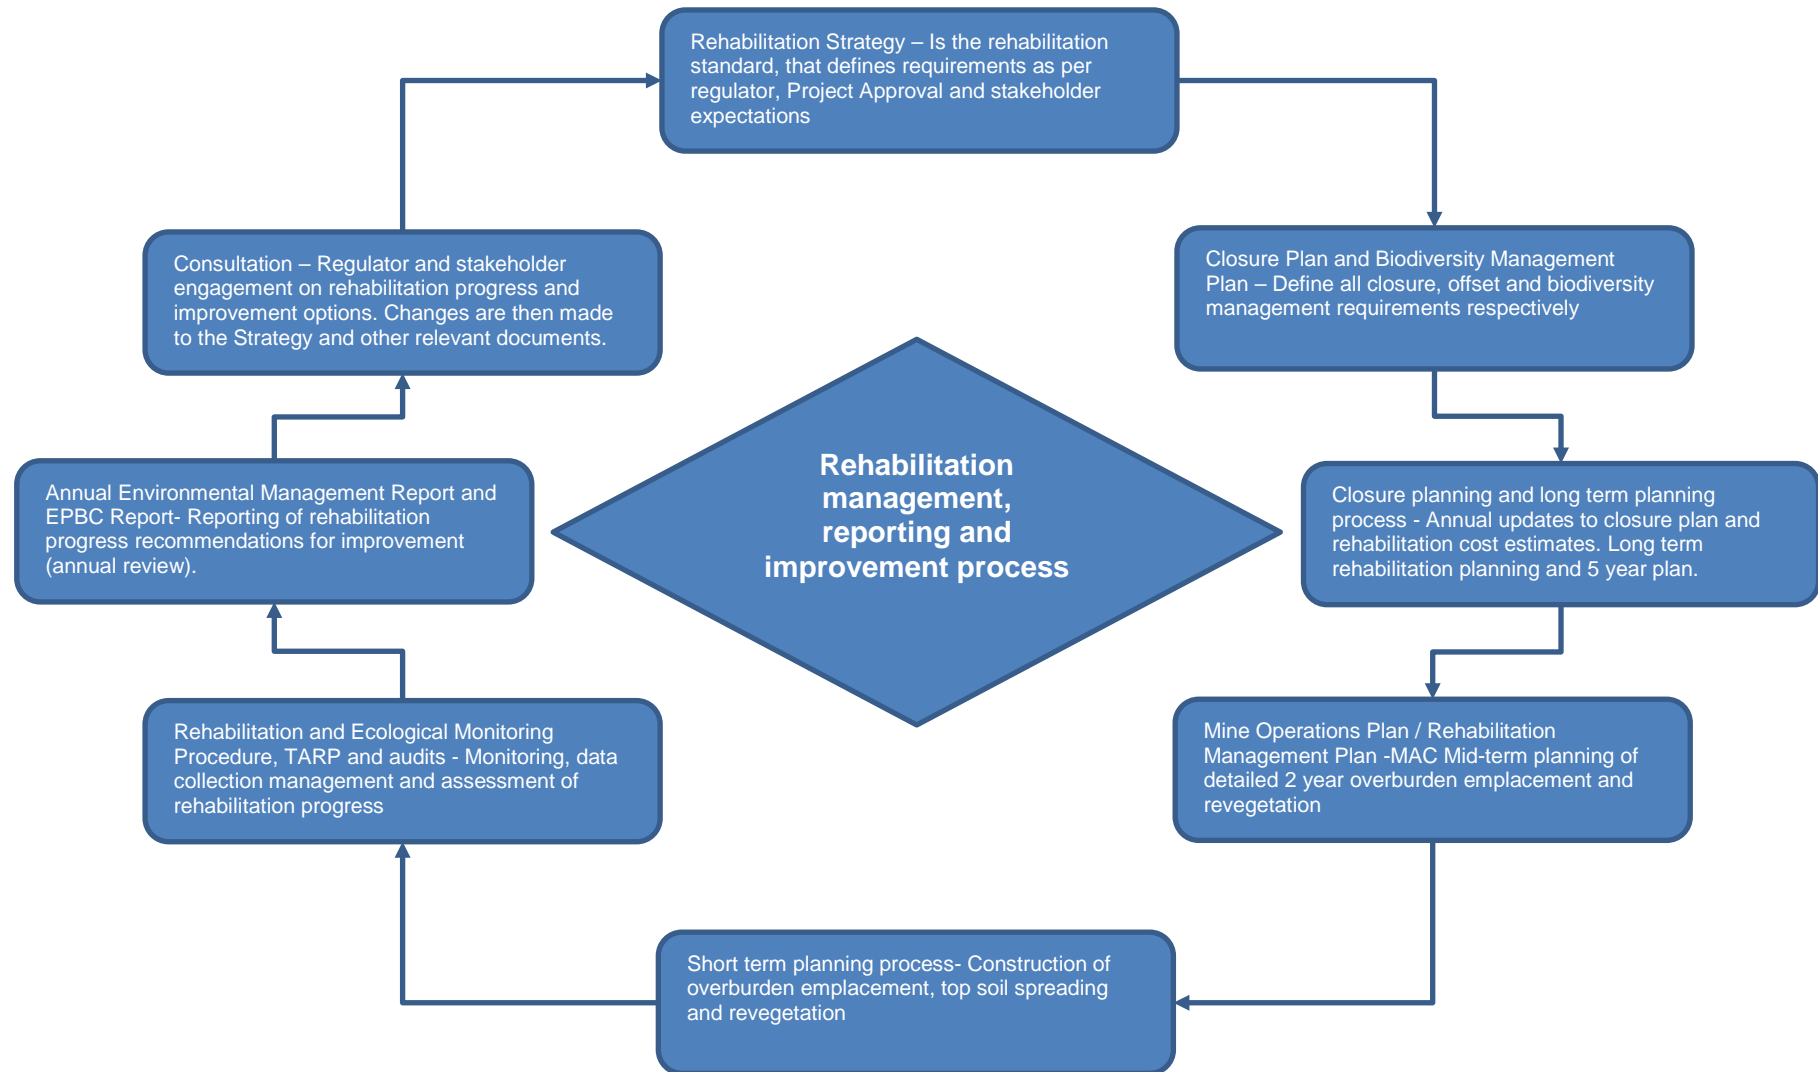 Rehabilitation Strategy – Is the rehabilitation
standard, that defines requirements as per
regulator, Project Approval and stakeholder
expectations
Consultation – Regulator and stakeholder
engagement on rehabilitation progress and
improvement options. Changes are then made
to the Strategy and other relevant documents.
Closure Plan and Biodiversity Management
Plan – Define all closure, offset and biodiversity
management requirements respectively
Rehabilitation
management,
reporting and
improvement process
Annual Environmental Management Report and
EPBC Report- Reporting of rehabilitation
progress recommendations for improvement
(annual review).
Closure planning and long term planning
process - Annual updates to closure plan and
rehabilitation cost estimates. Long term
rehabilitation planning and 5 year plan.
Rehabilitation and Ecological Monitoring
Procedure, TARP and audits - Monitoring, data
collection management and assessment of
rehabilitation progress
Mine Operations Plan / Rehabilitation
Management Plan -MAC Mid-term planning of
detailed 2 year overburden emplacement and
revegetation
Short term planning process- Construction of
overburden emplacement, top soil spreading
and revegetation